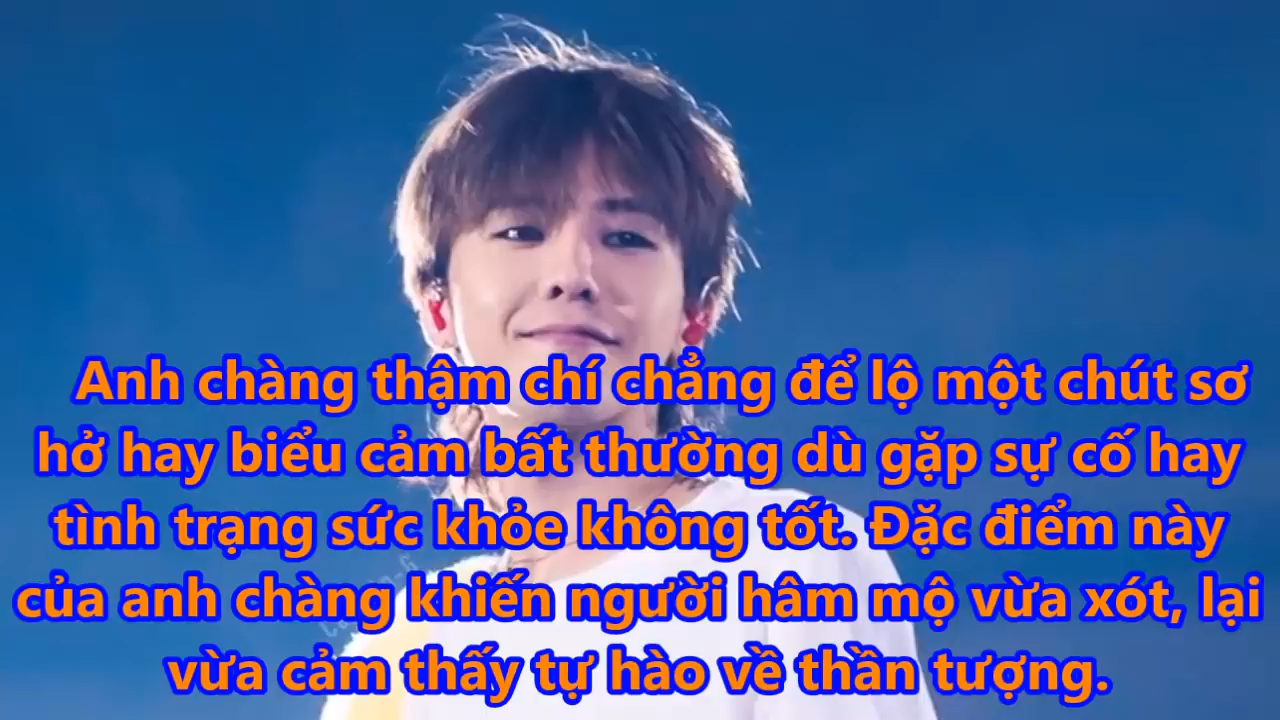 Anh chàng thậm chí chẳng để lộ một chút sơ
hở hay biểu cảm bất thường dù gặp sự cố hay
tình trạng sức khỏe không tốt. Đặc điểm này
của anh chàng khiến người hâm mộ vừa xót, lại
vừa cảm thấy tự hào về thần tượng.